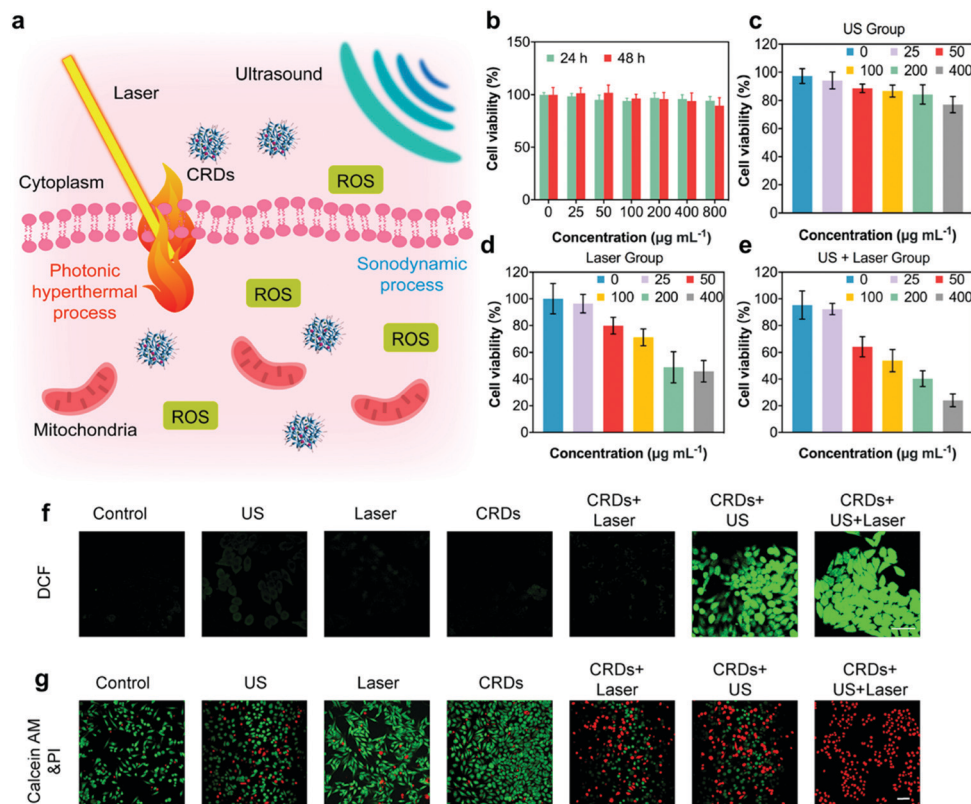 a
Laser
Ultrasound
CRDs
Cytoplasm
ROS
Photonic
hyperthermal
process
Sonodynamic
process
ROS
ROS
Mitochondria
ROS
b
150
100
50
0
Cell viability (%)
24 h 48 h
0 25 50 100 200 400 800
Concentration (µg mL-1)
c
US Group
120
100
80
60
40
20
0
Cell viability (%)
0 25 50
100 200 400
Concentration (µg mL-1)
d
Laser Group
120
100
80
60
40
20
0
Cell viability (%)
0 25 50
100 200 400
Concentration (µg mL-1)
e
US + Laser Group
120
100
80
60
40
20
0
Cell viability (%)
0 25 50
100 200 400
Concentration (µg mL-1)
f
Control US Laser CRDs CRDs+ Laser CRDs+ US CRDs+ US+Laser
DCF
g
Control US Laser CRDs CRDs+ Laser CRDs+ US CRDs+ US+Laser
Calcein AM
&PI